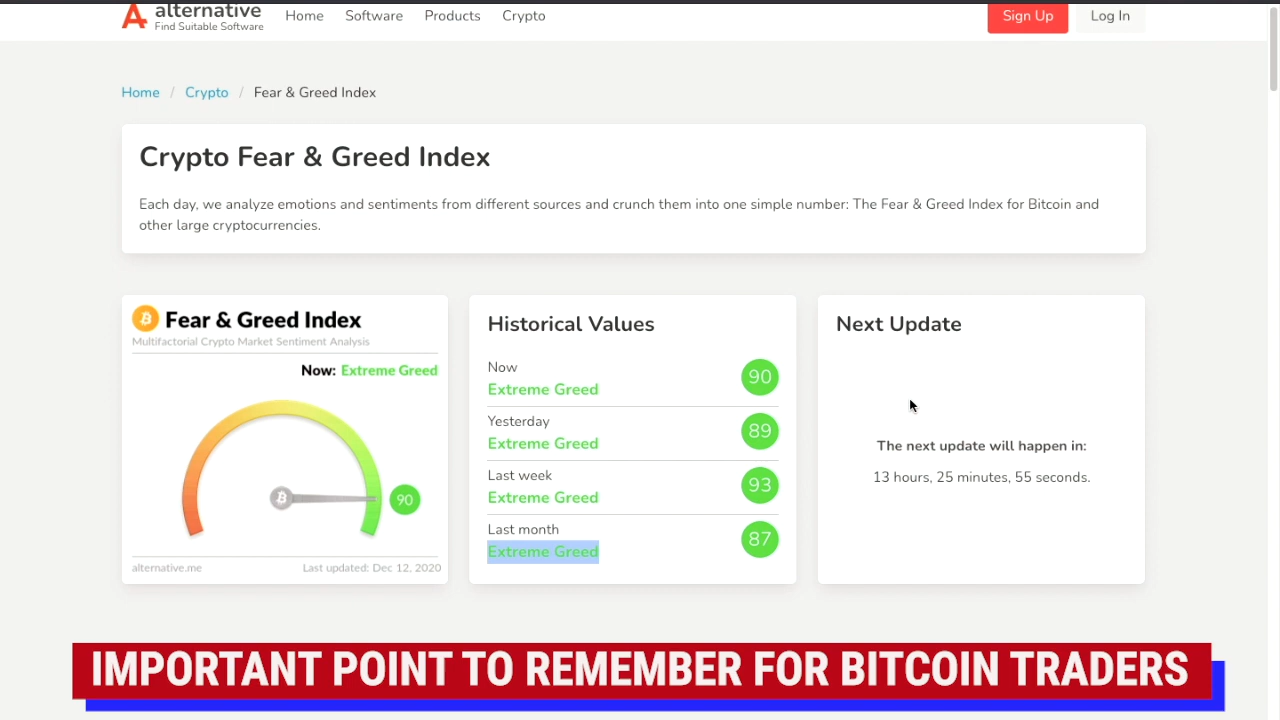 alternative
Find Suitable Software
Home Software Products Crypto
Sign Up Log In
Home / Crypto / Fear & Greed Index
Crypto Fear & Greed Index
Each day, we analyze emotions and sentiments from different sources and crunch them into one simple number: The Fear & Greed Index for Bitcoin and
other large cryptocurrencies.
Fear & Greed Index
Multifactorial Crypto Market Sentiment Analysis
Now: Extreme Greed
90
alternative.me Last updated: Dec 12, 2020
Historical Values
Now
Extreme Greed 90
Yesterday
Extreme Greed 89
Last week
Extreme Greed 93
Last month
Extreme Greed 87
Next Update
The next update will happen in:
13 hours, 25 minutes, 55 seconds.
IMPORTANT POINT TO REMEMBER FOR BITCOIN TRADERS